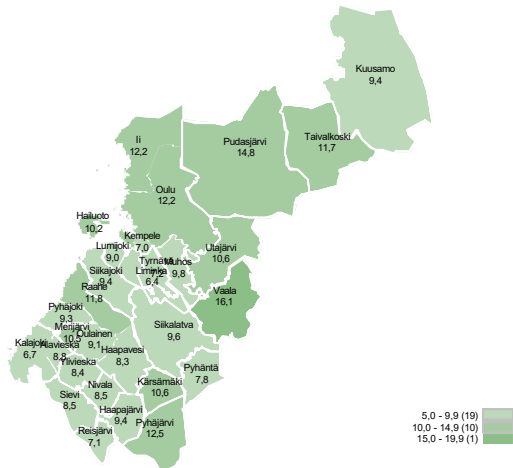 Kuusamo
9,4
Taivalkoski
11,7
Pudasjärvi
14,8
Ii
12,2
Oulu
12,2
Hailuoto
10,2
Kempele
7,0
Lumijoki
9,0
Tyrnävä
7,2
Muhos
9,8
Utajärvi
10,6
Siikajoki
9,4
Liminka
6,4
Raahe
11,8
Vaala
16,1
Pyhäjoki
9,3
Merijärvi
10,5
Oulainen
9,1
Siikalatva
9,6
Kalajoki
6,7
Alavieska
8,8
Haapavesi
8,3
Ylivieska
8,4
Pyhäntä
7,8
Nivala
8,5
Kärsämäki
10,6
Sievi
8,5
Haapajärvi
9,4
Reisjärvi
7,1
Pyhäjärvi
12,5
5,0 - 9,9 (19)
10,0 - 14,9 (10)
15,0 - 19,9 (1)